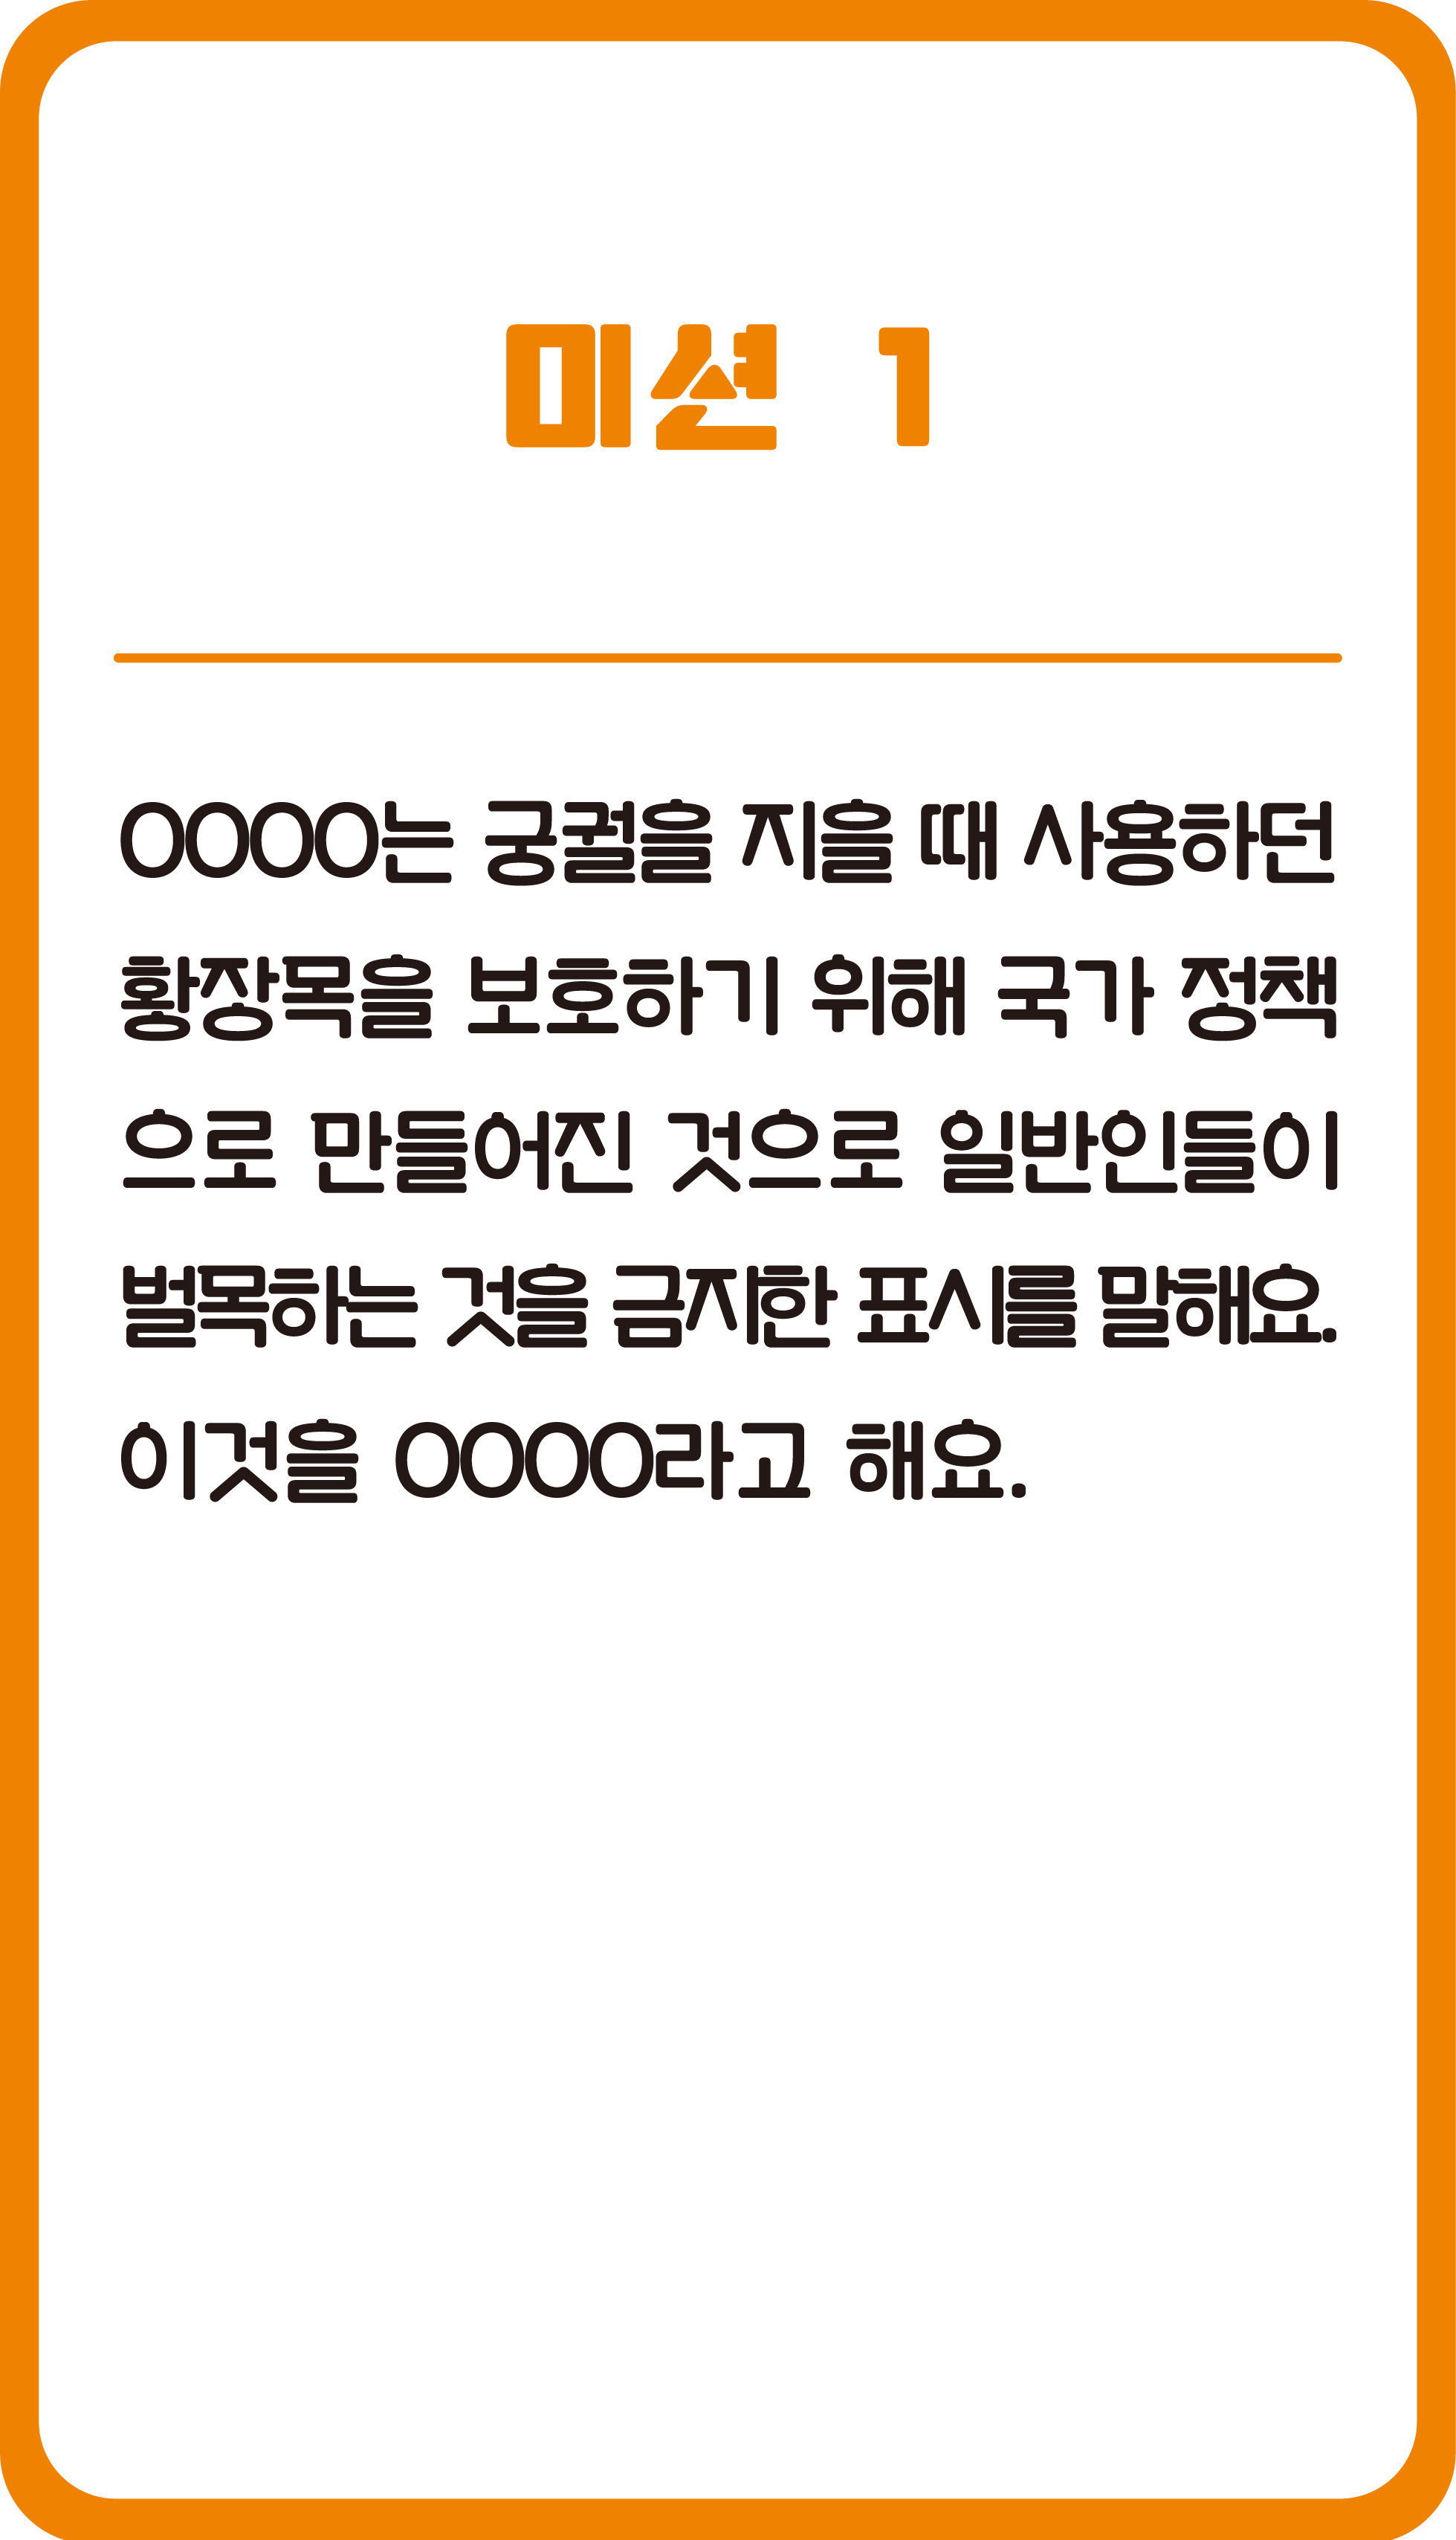 미션 1
OOOO는 궁궐을 지을 때 사용하던
황장목을 보호하기 위해 국가 정책
으로 만들어진 것으로 일반인들이
벌목하는 것을 금지한 표시를 말해요.
이것을 OOOO라고 해요.